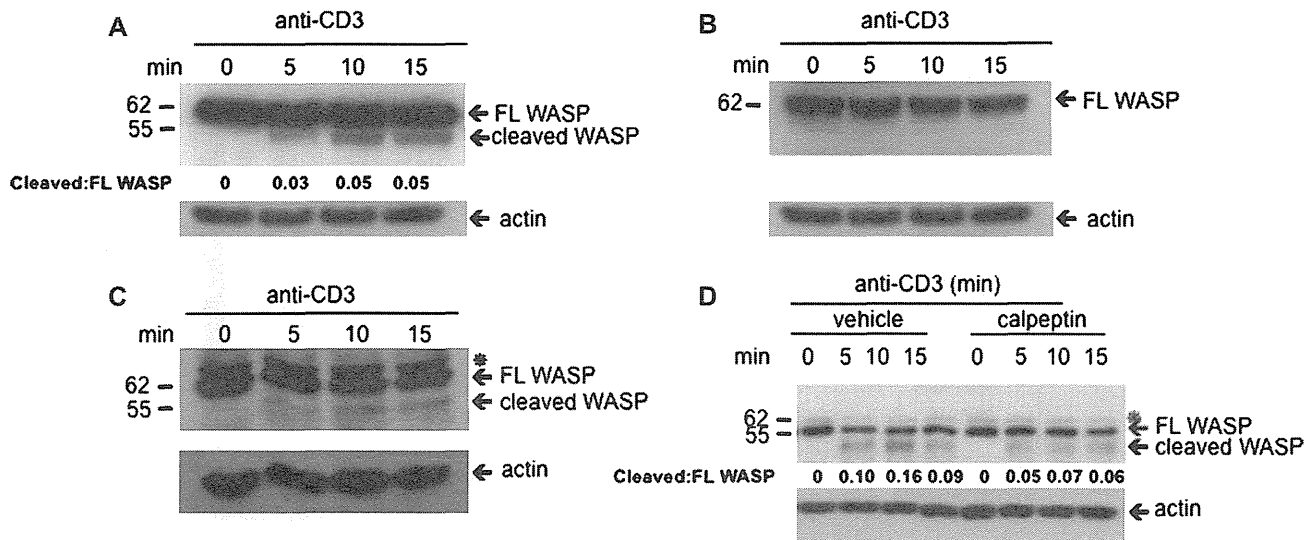 A
anti-CD3
min 0 5 10 15
62
55
FL WASP
cleaved WASP
Cleaved:FL WASP 0 0.03 0.05 0.05
actin
B
anti-CD3
min 0 5 10 15
62
FL WASP
actin
C
anti-CD3
min 0 5 10 15
*
62
FL WASP
55
cleaved WASP
actin
D
anti-CD3 (min)
vehicle calpeptin
min 0 5 10 15 0 5 10 15
62
*
55
FL WASP
cleaved WASP
Cleaved:FL WASP 0 0.10 0.16 0.09 0 0.05 0.07 0.06
actin